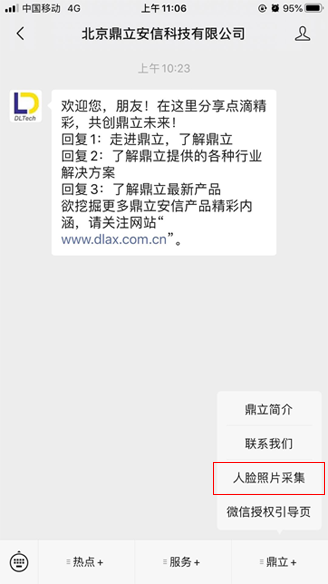 中国移动 4G 上午11:06 95%
北京鼎立安信科技有限公司
上午10:23
DLTech
欢迎您，朋友！在这里分享点滴精
彩，共创鼎立未来！
回复1：走进鼎立，了解鼎立
回复2：了解鼎立提供的各种行业
解决方案
回复3：了解鼎立最新产品
欲挖掘更多鼎立安信产品精彩内
涵，请关注网站“
www.dlax.com.cn”。
鼎立简介
联系我们
人脸照片采集
微信授权引导页
热点+ 服务+ 鼎立+